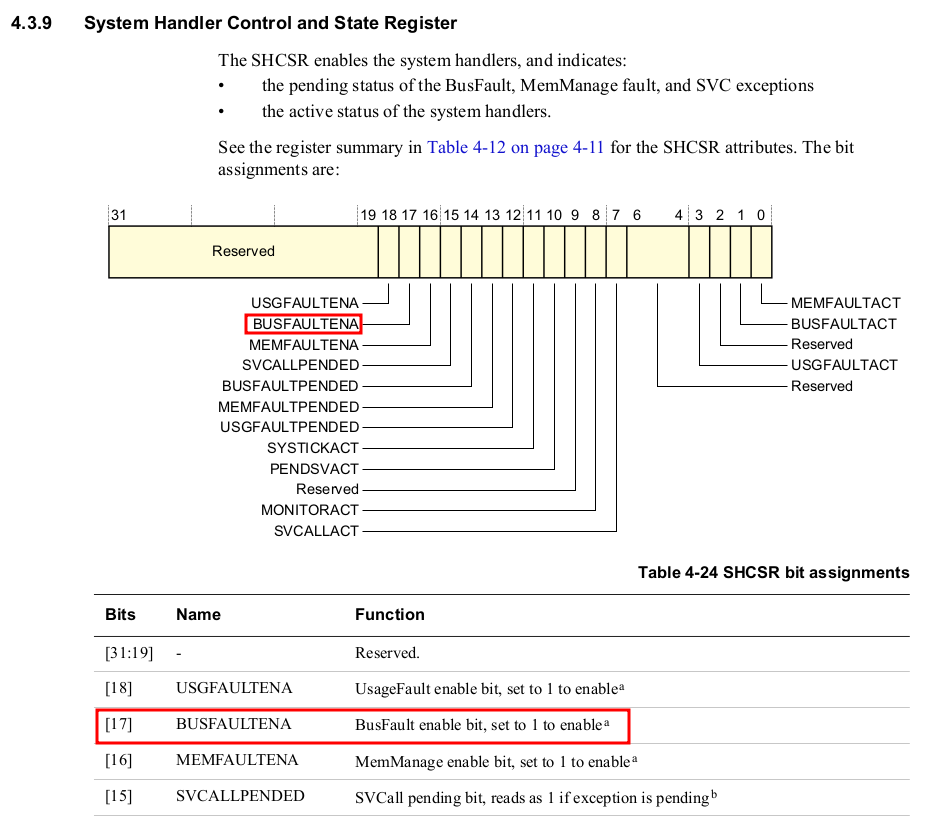 4.3.9 System Handler Control and State Register
The SHCSR enables the system handlers, and indicates:
• the pending status of the BusFault, MemManage fault, and SVC exceptions
• the active status of the system handlers.
See the register summary in Table 4-12 on page 4-11 for the SHCSR attributes. The bit
assignments are:
31 19 18 17 16 15 14 13 12 11 10 9 8 7 6 4 3 2 1 0
Reserved
USGFAULTENA MEMFAULTACT
BUSFAULTENA BUSFAULTACT
MEMFAULTENA Reserved
SVCALLPENDED USGFAULTACT
BUSFAULTPENDED Reserved
MEMFAULTPENDED
USGFAULTPENDED
SYSTICKACT
PENDSVACT
Reserved
MONITORACT
SVCALLACT
Table 4-24 SHCSR bit assignments
Bits Name Function
[31:19] - Reserved.
[18] USGFAULTENA UsageFault enable bit, set to 1 to enable a
[17] BUSFAULTENA BusFault enable bit, set to 1 to enable a
[16] MEMFAULTENA MemManage enable bit, set to 1 to enable a
[15] SVCALLPENDED SVCall pending bit, reads as 1 if exception is pending b